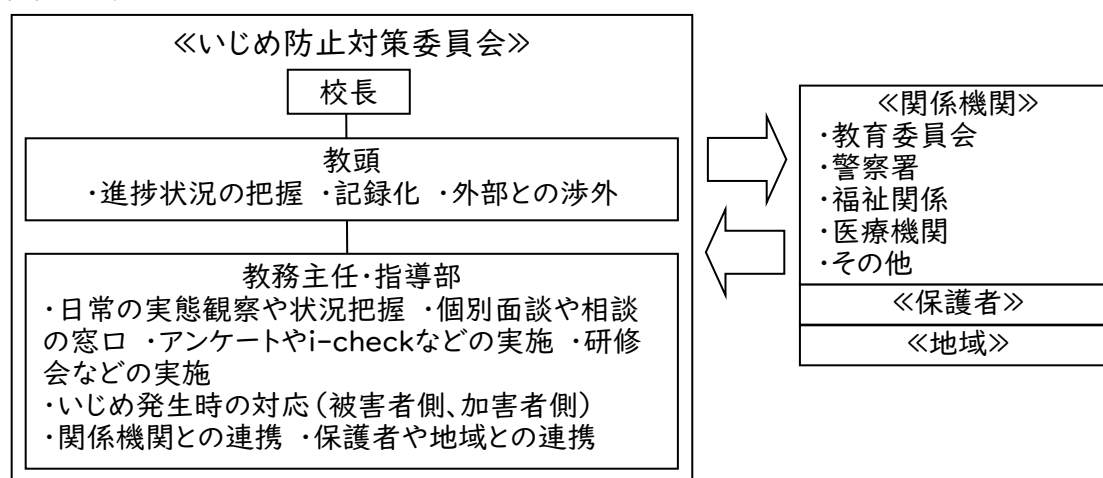 ≪いじめ防止対策委員会≫
校長
教頭
・進捗状況の把握 ・記録化 ・外部との渉外
教務主任・指導部
・日常の実態観察や状況把握 ・個別面談や相談
の窓口 ・アンケートやi-checkなどの実施 ・研修
会などの実施
・いじめ発生時の対応(被害者側、加害者側)
・関係機関との連携 ・保護者や地域との連携
≪関係機関≫
・教育委員会
・警察署
・福祉関係
・医療機関
・その他
≪保護者≫
≪地域≫